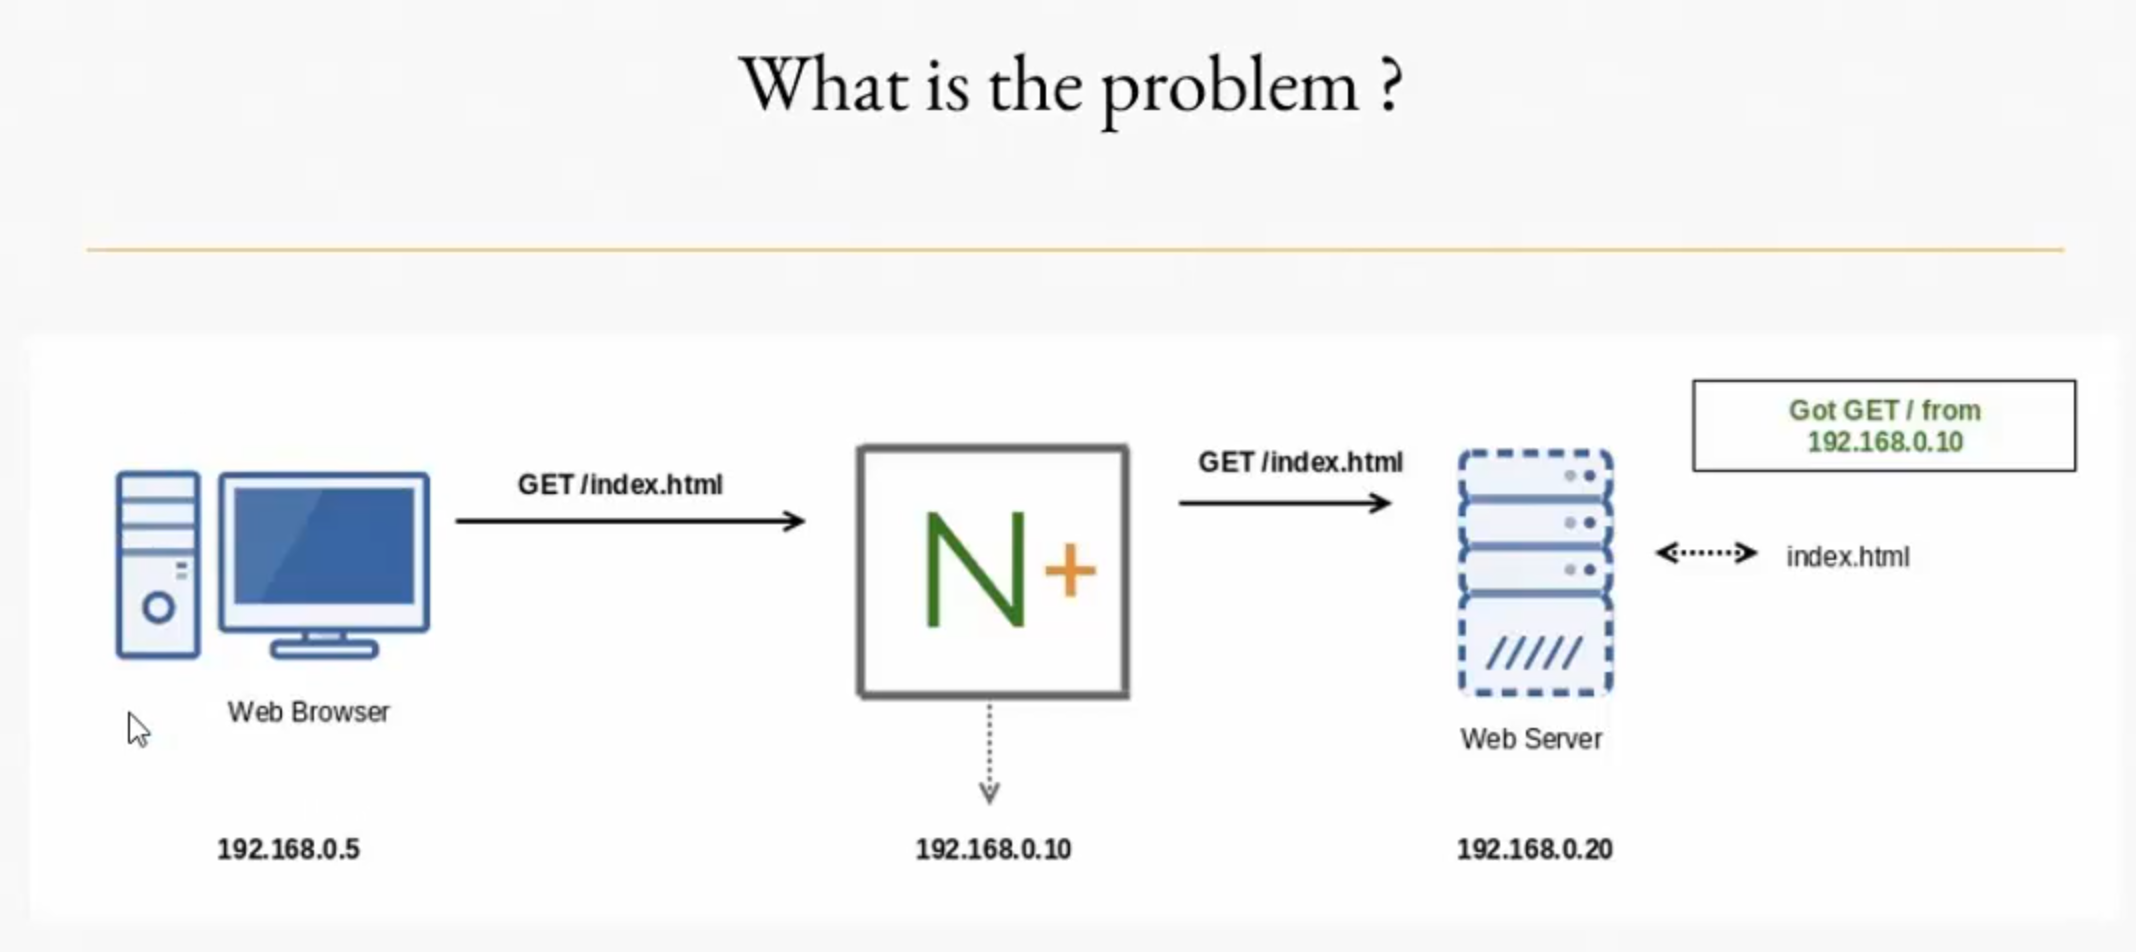 What is the problem ?
Got GET / from
192.168.0.10
GET /index.html
GET /index.html
N+
index.html
Web Browser
Web Server
192.168.0.5
192.168.0.10
192.168.0.20